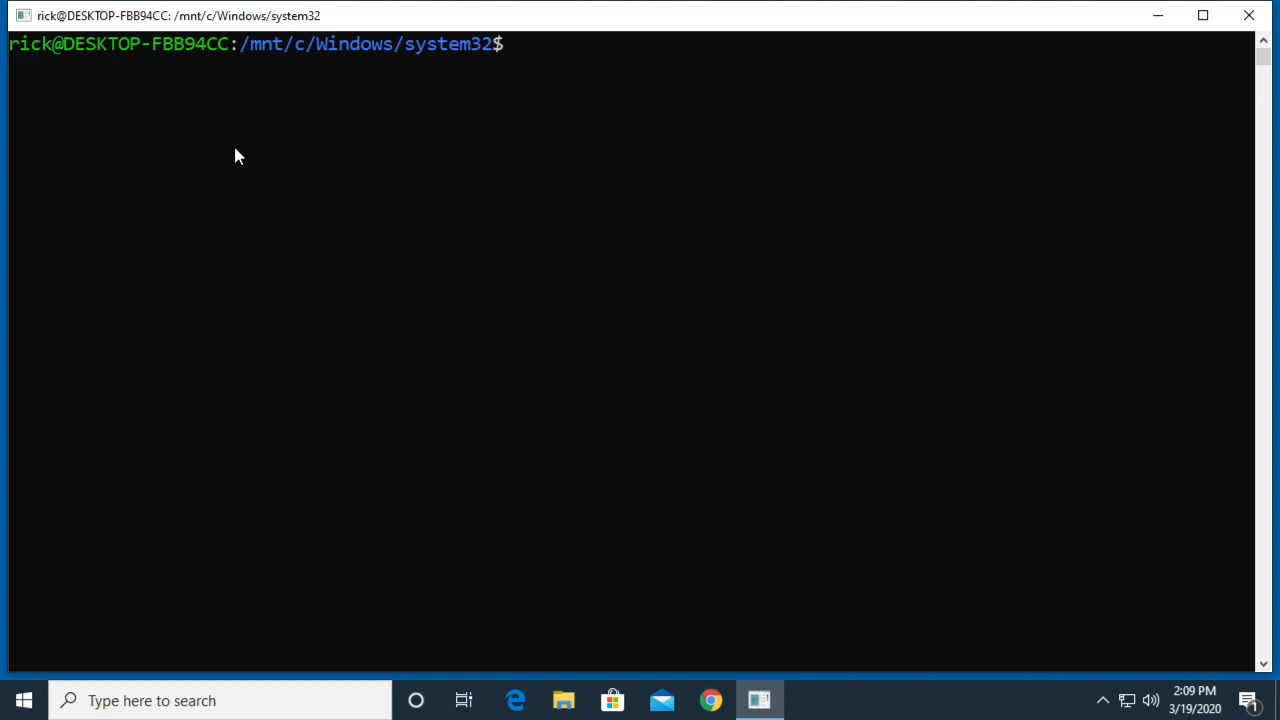 rick@DESKTOP-FBB94CC: /mnt/c/Windows/system32
rick@DESKTOP-FBB94CC:/mnt/c/Windows/system32$
Type here to search
2:09 PM
3/19/2020
1